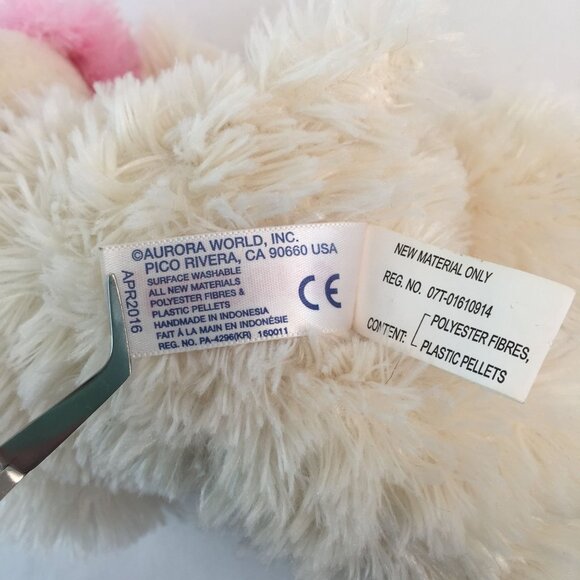 ©AURORA WORLD, INC.
PICO RIVERA, CA 90660 USA
SURFACE WASHABLE
ALL NEW MATERIALS
POLYESTER FIBRES &
PLASTIC PELLETS
HANDMADE IN INDONESIA
FAIT À LA MAIN EN INDONÉSIE
REG. NO. PA-4296(KR) 160011
APR2016
CE
NEW MATERIAL ONLY
REG. NO. 07T-01610914
CONTENT: POLYESTER FIBRES,
PLASTIC PELLETS